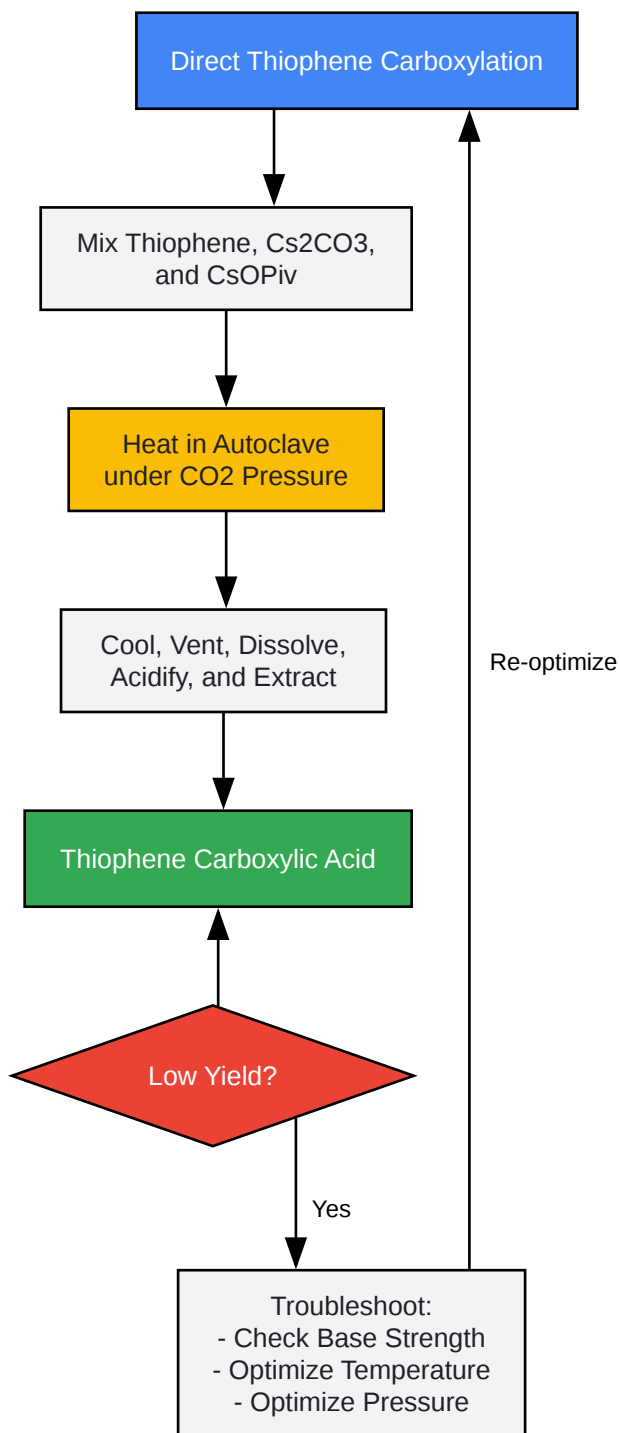 Direct Thiophene Carboxylation
Mix Thiophene, Cs2CO3,
and CsOPiv
Heat in Autoclave
under CO2 Pressure
Cool, Vent, Dissolve,
Acidify, and Extract
Re-optimize
Thiophene Carboxylic Acid
Low Yield?
Yes
Troubleshoot:
- Check Base Strength
- Optimize Temperature
- Optimize Pressure